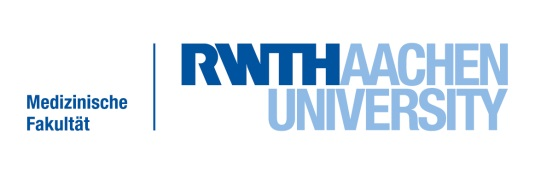 Medizinische
Fakultät
RWTHAACHEN
UNIVERSITY